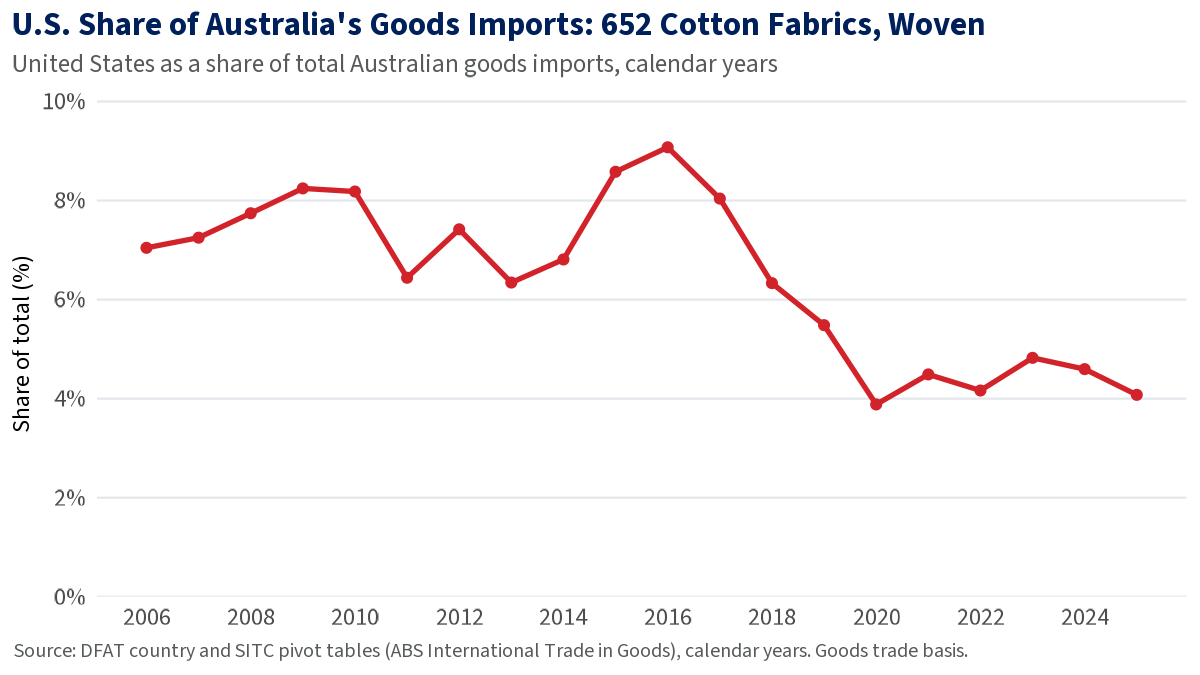 U.S. Share of Australia's Goods Imports: 652 Cotton Fabrics, Woven
United States as a share of total Australian goods imports, calendar years
Share of total (%)
10%
8%
6%
4%
2%
0%
2006 2008 2010 2012 2014 2016 2018 2020 2022 2024
Source: DFAT country and SITC pivot tables (ABS International Trade in Goods), calendar years. Goods trade basis.